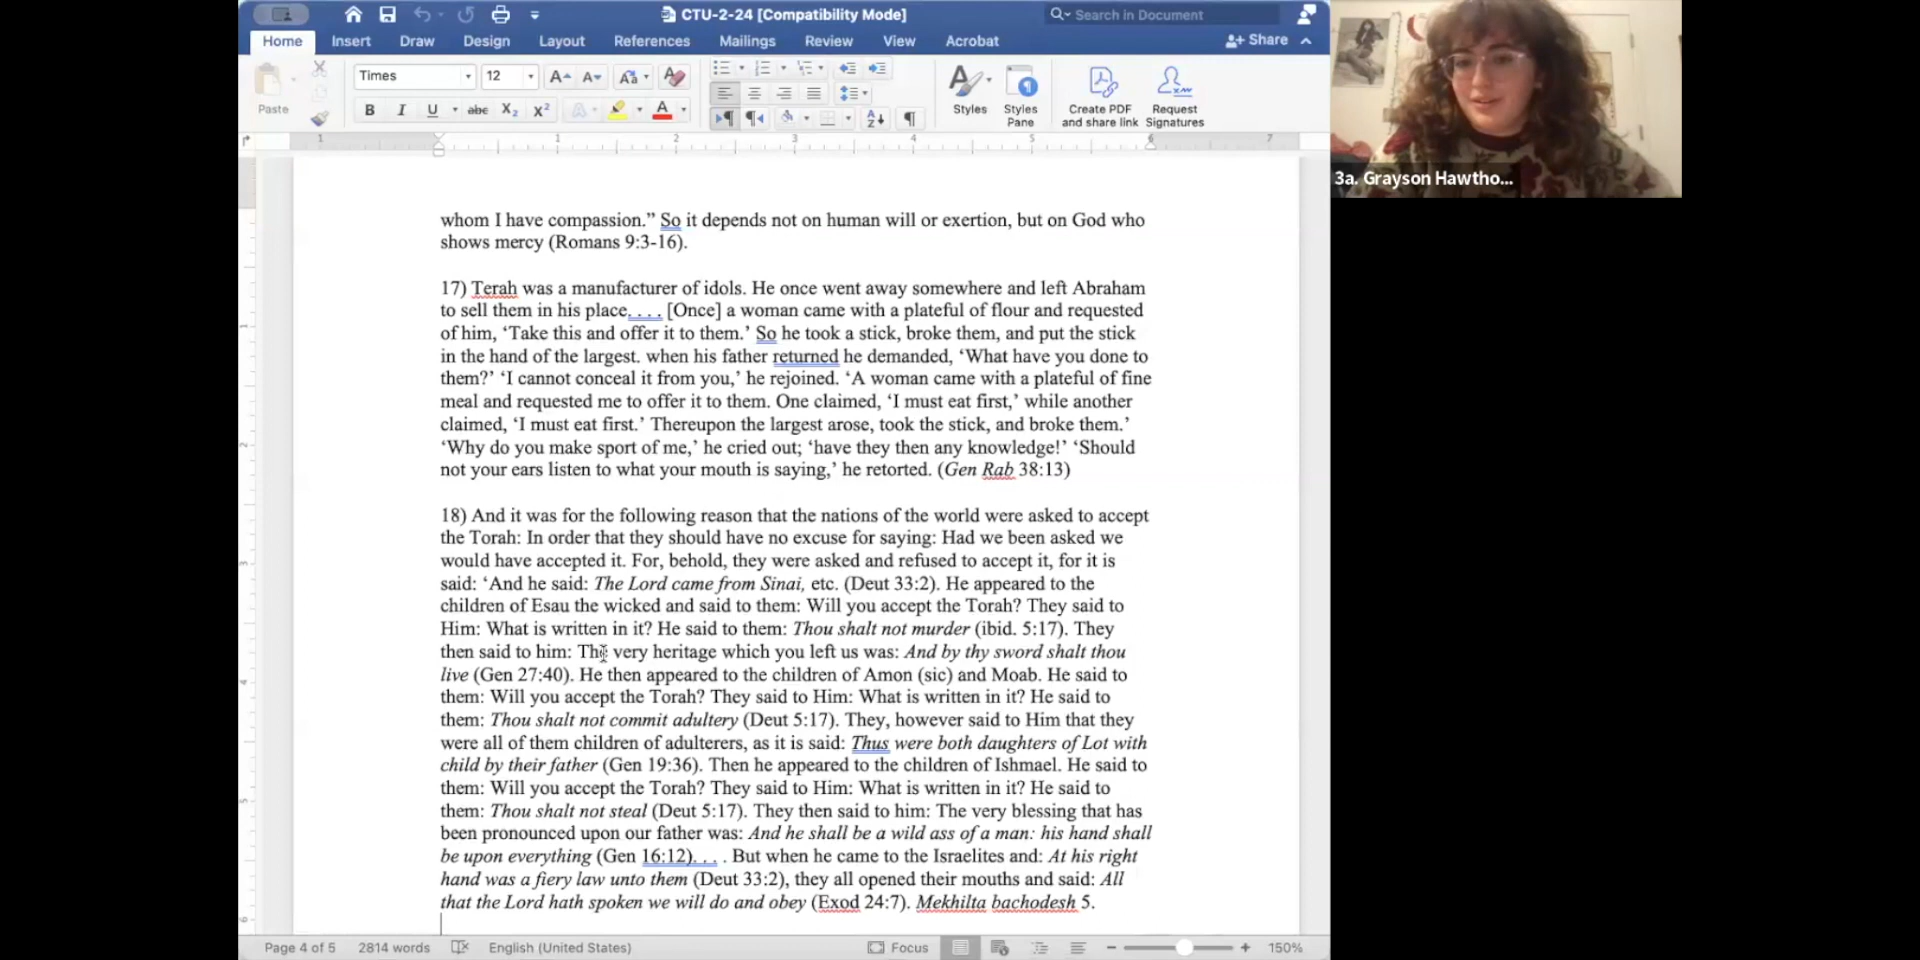 CTU-2-24 [Compatibility Mode]
Search in Document
Home Insert Draw Design Layout References Mailings Review View Acrobat
Share
Times 12
Paste
Styles Styles Pane
Create PDF and share link
Request Signatures
1 1 2 3 4 5 6 7
whom I have compassion.” So it depends not on human will or exertion, but on God who
shows mercy (Romans 9:3-16).
17) Terah was a manufacturer of idols. He once went away somewhere and left Abraham
to sell them in his place. . . . [Once] a woman came with a plateful of flour and requested
of him, ‘Take this and offer it to them.’ So he took a stick, broke them, and put the stick
in the hand of the largest. when his father returned he demanded, ‘What have you done to
them?’ ‘I cannot conceal it from you,’ he rejoined. ‘A woman came with a plateful of fine
meal and requested me to offer it to them. One claimed, ‘I must eat first,’ while another
claimed, ‘I must eat first.’ Thereupon the largest arose, took the stick, and broke them.’
‘Why do you make sport of me,’ he cried out; ‘have they then any knowledge!’ ‘Should
not your ears listen to what your mouth is saying,’ he retorted. (Gen Rab 38:13)
18) And it was for the following reason that the nations of the world were asked to accept
the Torah: In order that they should have no excuse for saying: Had we been asked we
would have accepted it. For, behold, they were asked and refused to accept it, for it is
said: ‘And he said: The Lord came from Sinai, etc. (Deut 33:2). He appeared to the
children of Esau the wicked and said to them: Will you accept the Torah? They said to
Him: What is written in it? He said to them: Thou shalt not murder (ibid. 5:17). They
then said to him: The very heritage which you left us was: And by thy sword shalt thou
live (Gen 27:40). He then appeared to the children of Amon (sic) and Moab. He said to
them: Will you accept the Torah? They said to Him: What is written in it? He said to
them: Thou shalt not commit adultery (Deut 5:17). They, however said to Him that they
were all of them children of adulterers, as it is said: Thus were both daughters of Lot with
child by their father (Gen 19:36). Then he appeared to the children of Ishmael. He said to
them: Will you accept the Torah? They said to Him: What is written in it? He said to
them: Thou shalt not steal (Deut 5:17). They then said to him: The very blessing that has
been pronounced upon our father was: And he shall be a wild ass of a man: his hand shall
be upon everything (Gen 16:12). . . . But when he came to the Israelites and: At his right
hand was a fiery law unto them (Deut 33:2), they all opened their mouths and said: All
that the Lord hath spoken we will do and obey (Exod 24:7). Mekhilta bachodesh 5.
Page 4 of 5 2814 words English (United States) Focus 150%
3a. Grayson Hawtho...